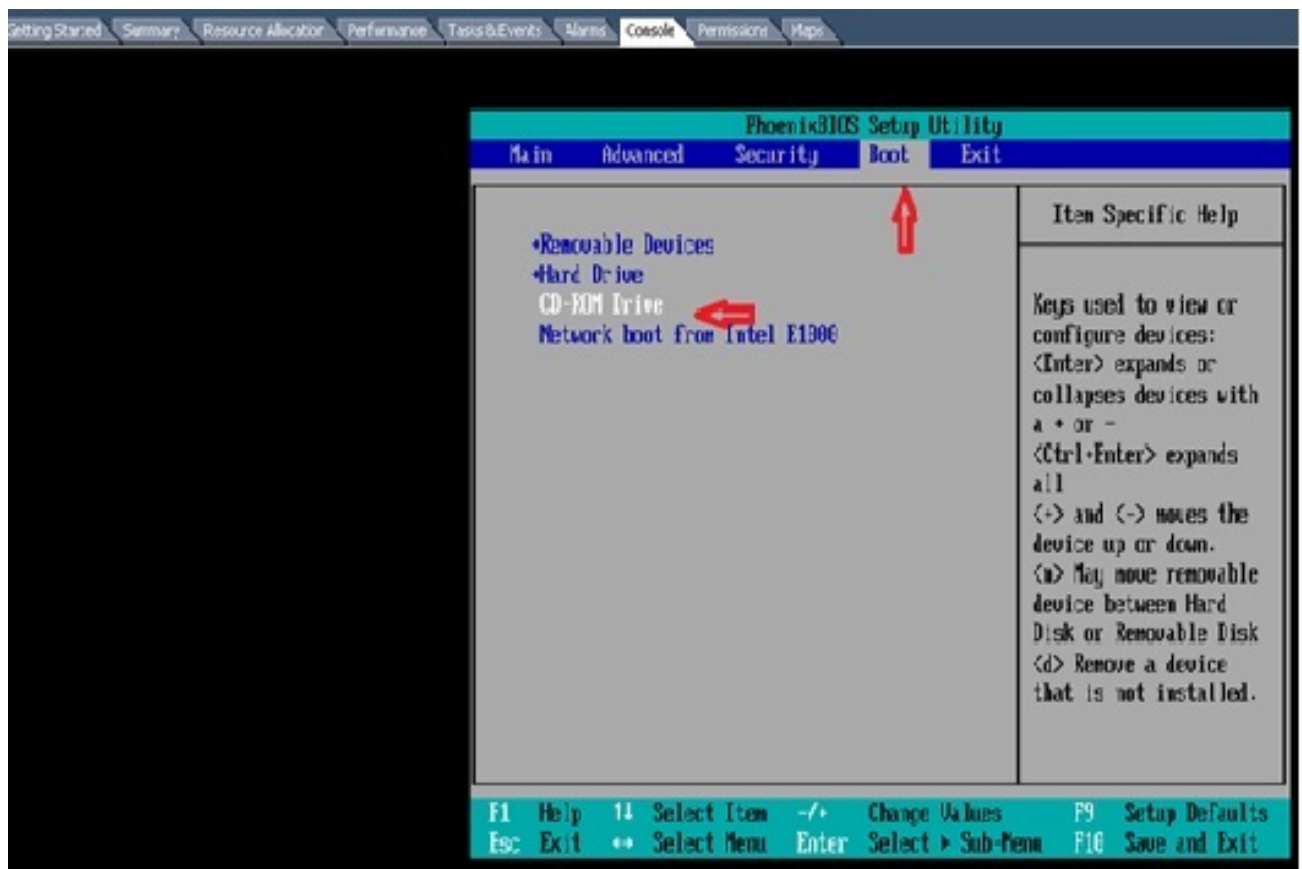 Getting Started Summary Resource Allocation Performance Tasks & Events Alarms Console Permissions Maps
PhoenixBIOS Setup Utility
Main Advanced Security Boot Exit
+Removable Devices
+Hard Drive
CD-ROM Drive
Network boot from Intel E1000
Item Specific Help
Keys used to view or
configure devices:
<Enter> expands or
collapses devices with
a + or -
<Ctrl+Enter> expands
all
<+> and <-> moves the
device up or down.
<n> May move removable
device between Hard
Disk or Removable Disk
<d> Remove a device
that is not installed.
F1 Help ↑↓ Select Item -/+ Change Values F9 Setup Defaults
Esc Exit ↔ Select Menu Enter Select ▶ Sub-Menu F10 Save and Exit